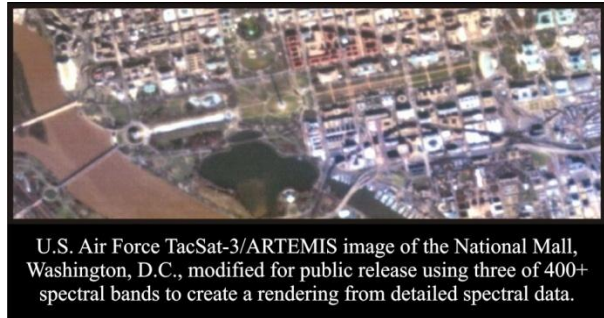 U.S. Air Force TacSat-3/ARTEMIS image of the National Mall,
Washington, D.C., modified for public release using three of 400+
spectral bands to create a rendering from detailed spectral data.